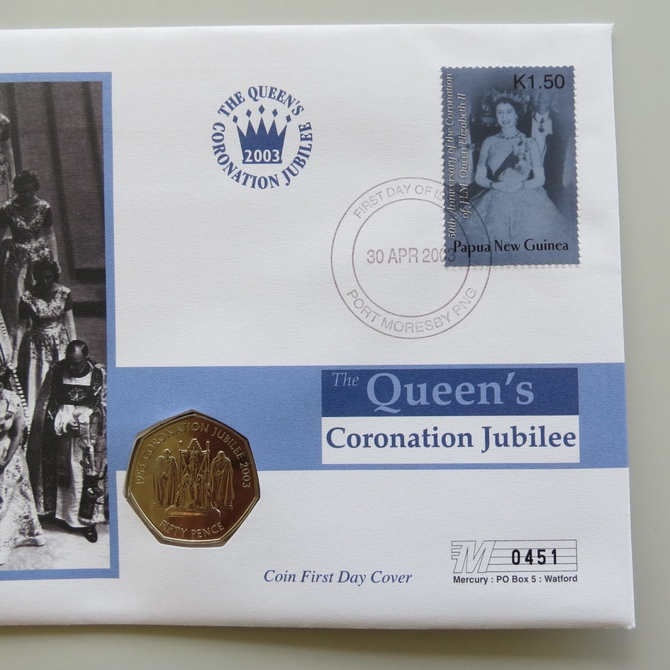 THE QUEEN'S
2003
CORONATION JUBILEE
K1.50
50th Anniversary of the Coronation
of H.M. Queen Elizabeth II
Papua New Guinea
FIRST DAY OF
30 APR 2003
PORT MORESBY PNG
The Queen's
Coronation Jubilee
1953 CORONATION JUBILEE 2003
FIFTY PENCE
Coin First Day Cover
M 0451
Mercury : PO Box 5 : Watford